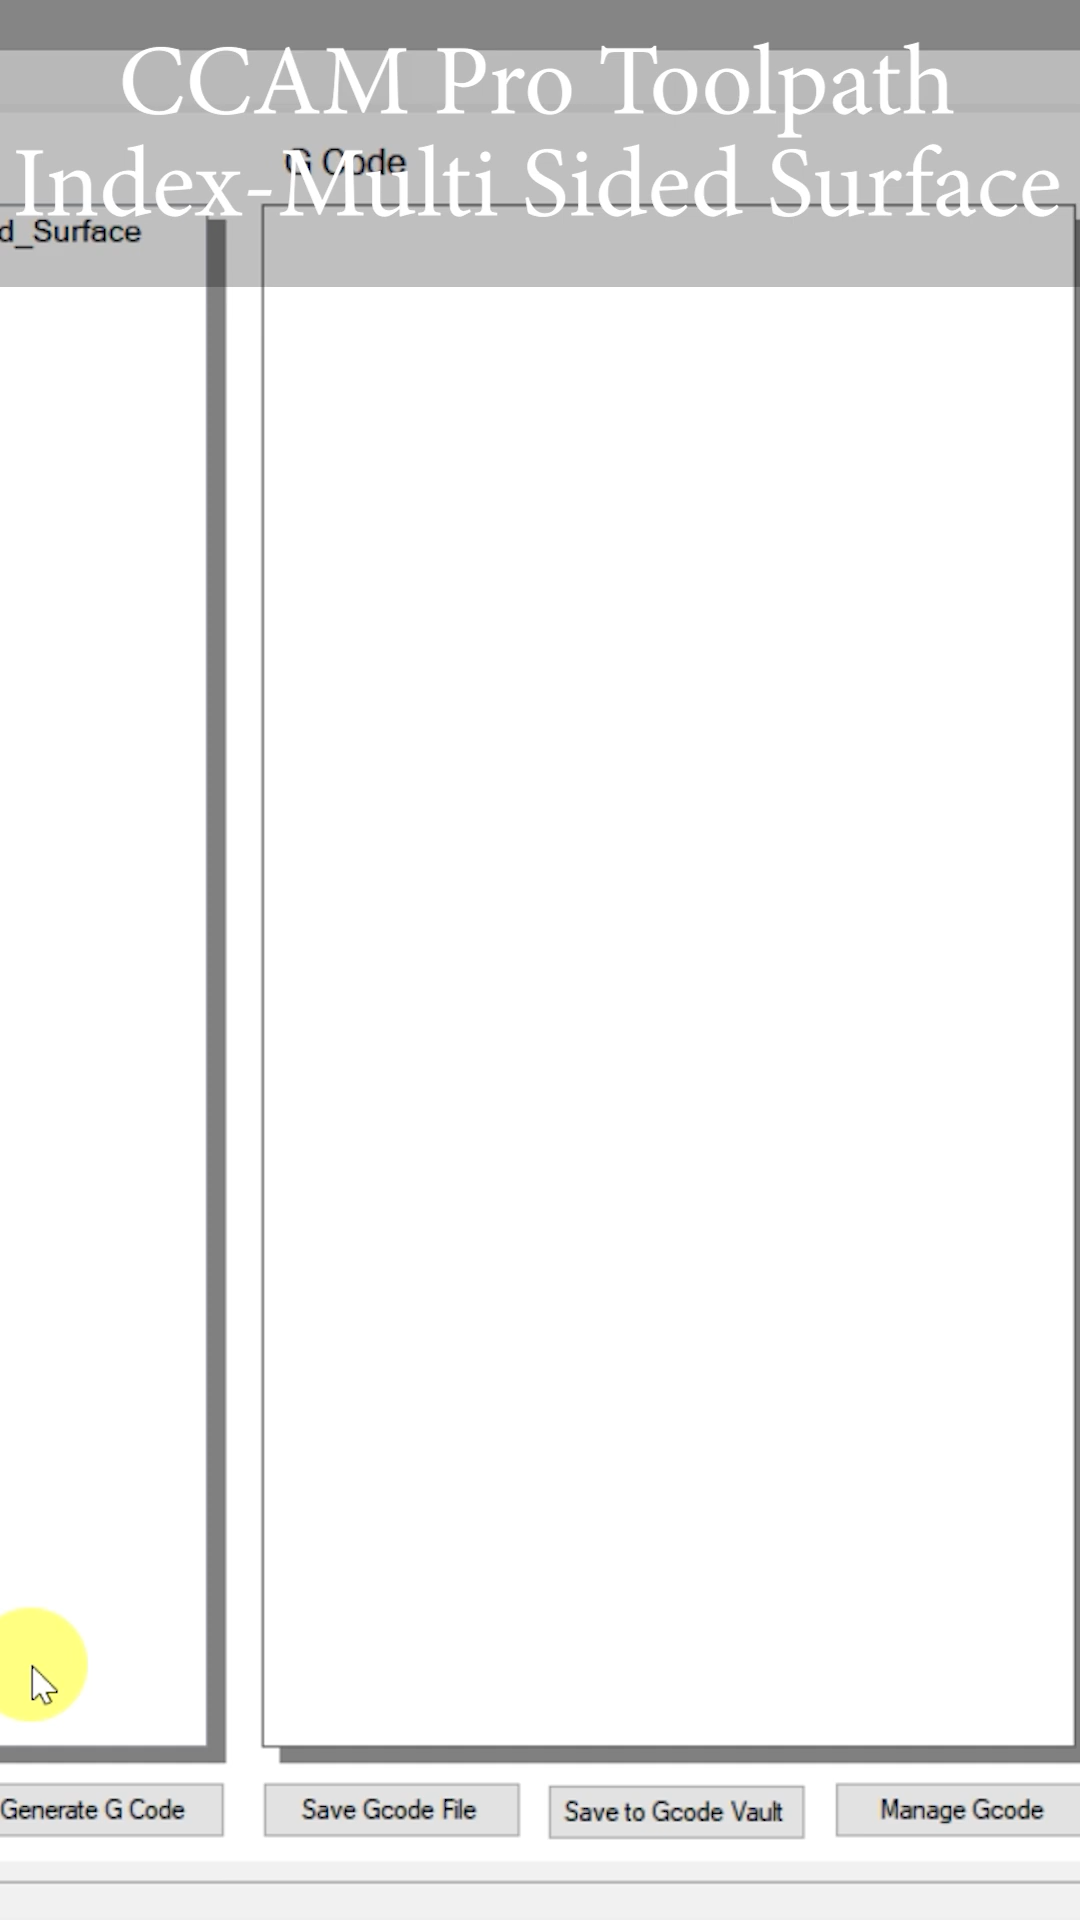 CCAM Pro Toolpath
Index-Multi Sided Surface
G Code
d_Surface
Generate G Code
Save Gcode File
Save to Gcode Vault
Manage Gcode